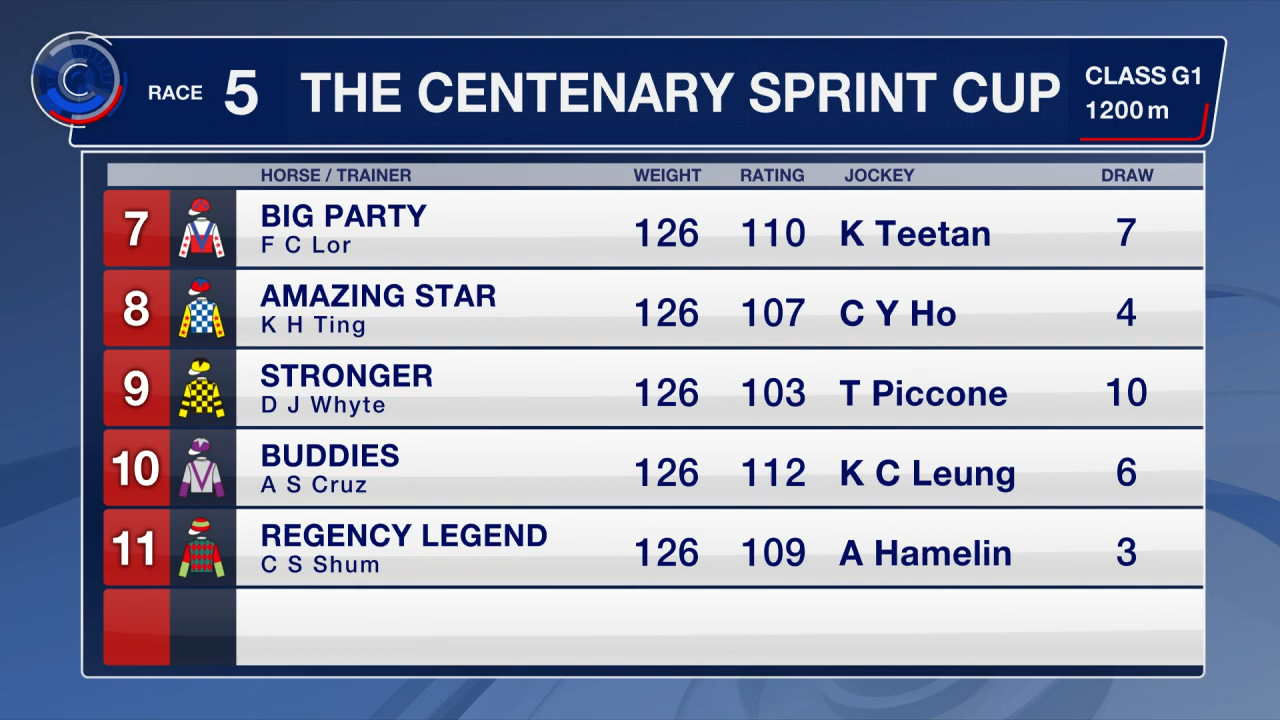 RACE 5 THE CENTENARY SPRINT CUP CLASS G1
1200 m
HORSE / TRAINER WEIGHT RATING JOCKEY DRAW
7 BIG PARTY 126 110 K Teetan 7
F C Lor
8 AMAZING STAR 126 107 C Y Ho 4
K H Ting
9 STRONGER 126 103 T Piccone 10
D J Whyte
10 BUDDIES 126 112 K C Leung 6
A S Cruz
11 REGENCY LEGEND 126 109 A Hamelin 3
C S Shum